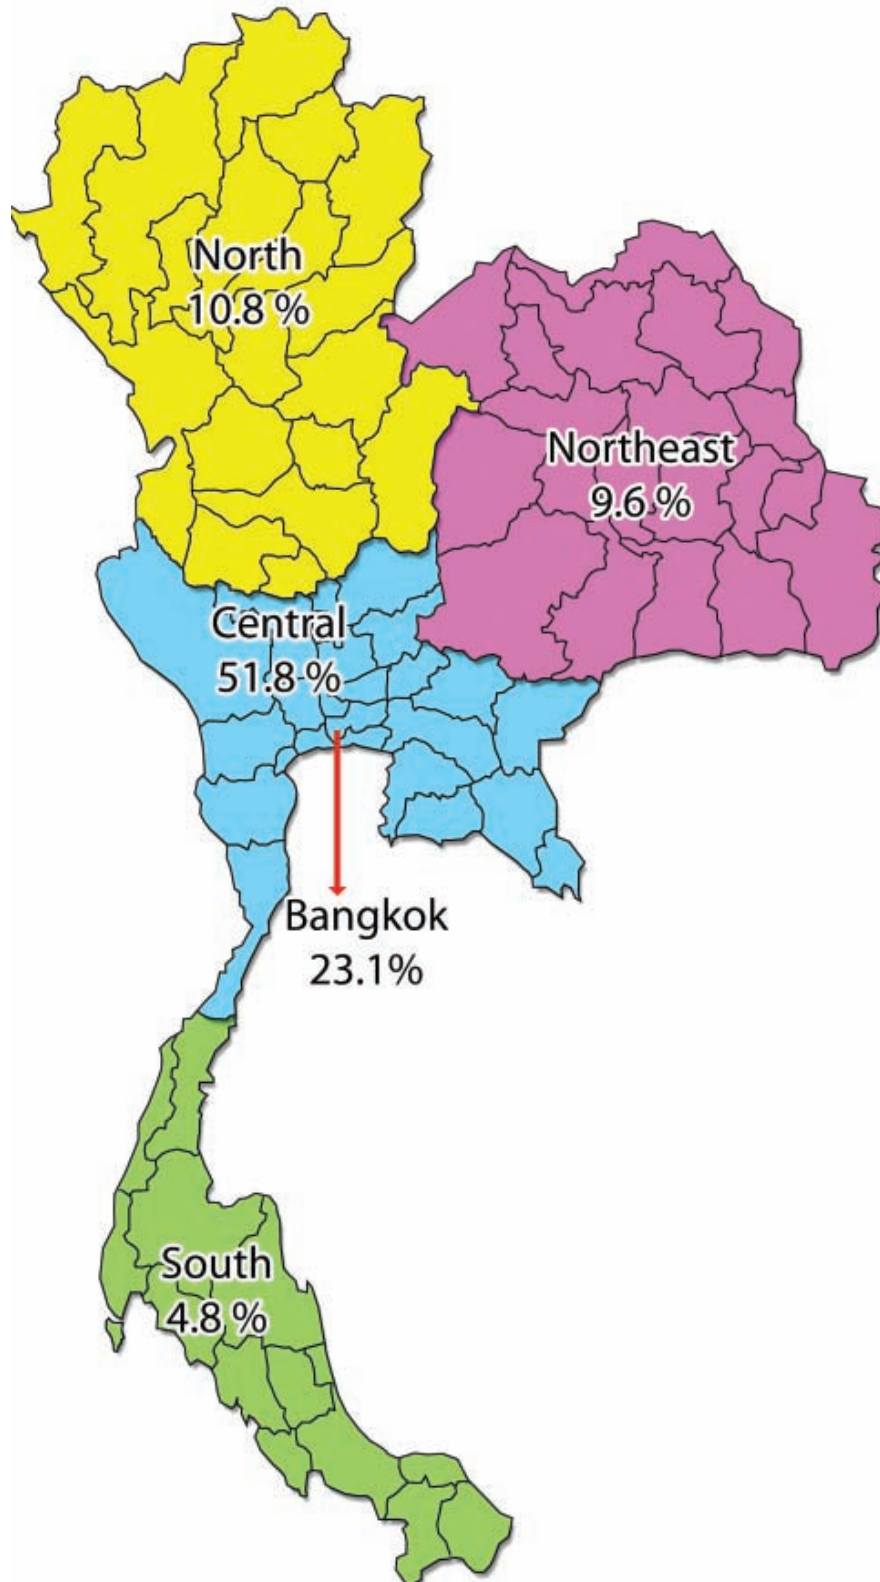 North
10.8 %
Northeast
9.6 %
Central
51.8 %
Bangkok
23.1%
South
4.8 %